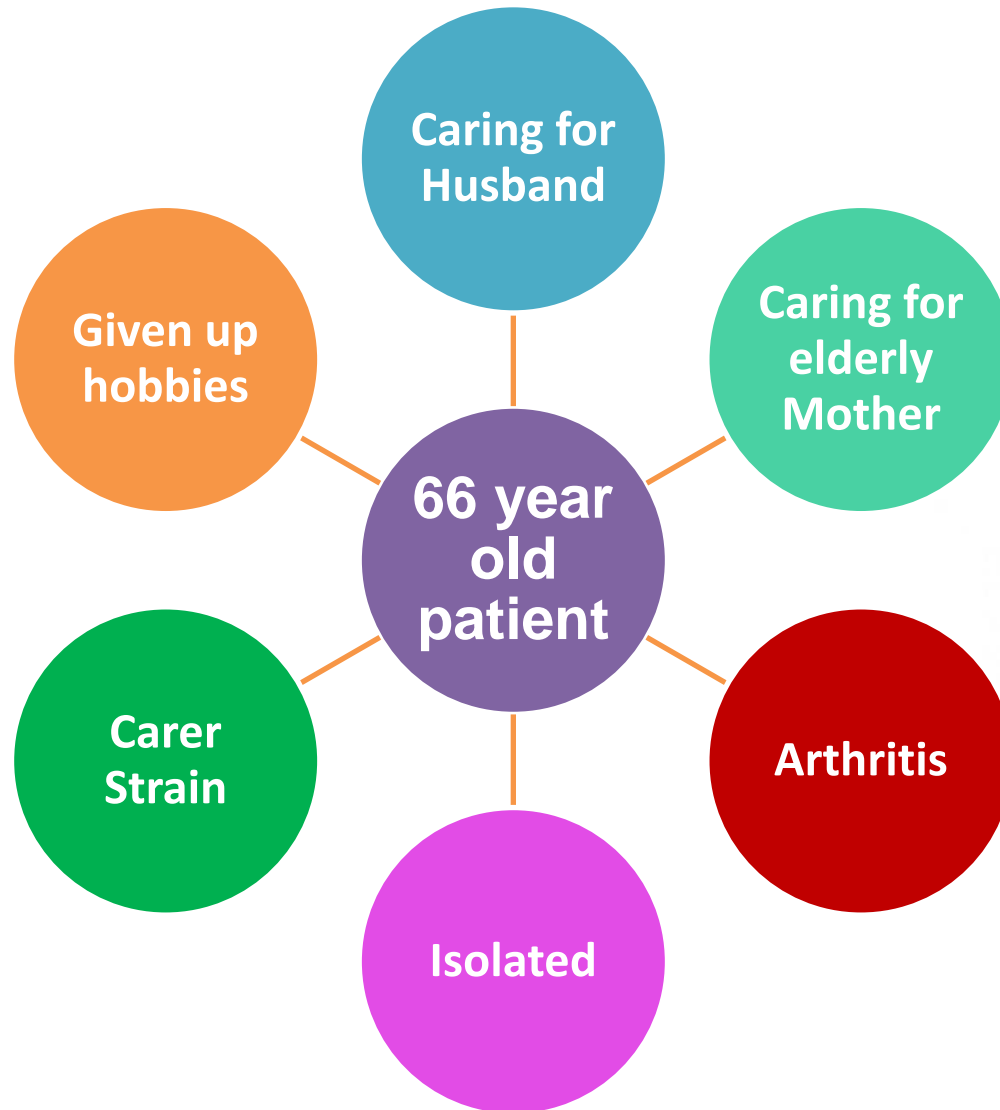 Caring for
Husband
Caring for
elderly
Mother
Arthritis
Isolated
Carer
Strain
Given up
hobbies
66 year
old
patient